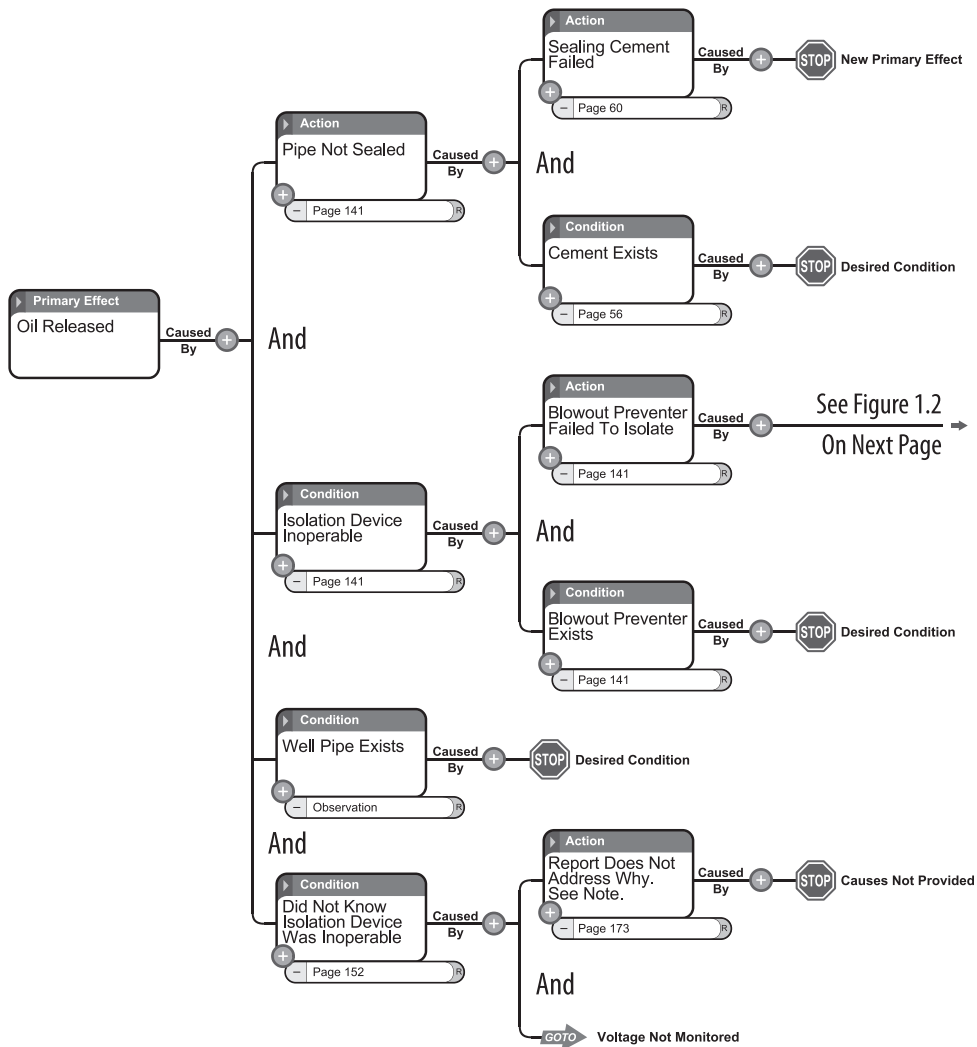 Action
Sealing Cement
Failed
Caused
By
STOP
New Primary Effect
Page 60
R
Action
Pipe Not Sealed
Caused
By
And
Page 141
R
Condition
Cement Exists
Caused
By
STOP
Desired Condition
Page 56
R
Primary Effect
Oil Released
Caused
By
And
Action
Blowout Preventer
Failed To Isolate
Caused
By
See Figure 1.2
On Next Page
Page 141
R
Condition
Isolation Device
Inoperable
Caused
By
And
Page 141
R
Condition
Blowout Preventer
Exists
Caused
By
STOP
Desired Condition
Page 141
R
And
Condition
Well Pipe Exists
Caused
By
STOP
Desired Condition
Observation
R
And
Action
Report Does Not
Address Why.
See Note.
Caused
By
STOP
Causes Not Provided
Page 173
R
Condition
Did Not Know
Isolation Device
Was Inoperable
Caused
By
Page 152
R
And
GOTO
Voltage Not Monitored